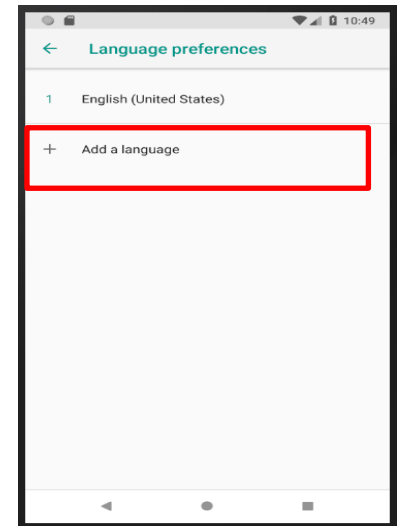 10:49
Language preferences
1 English (United States)
+ Add a language